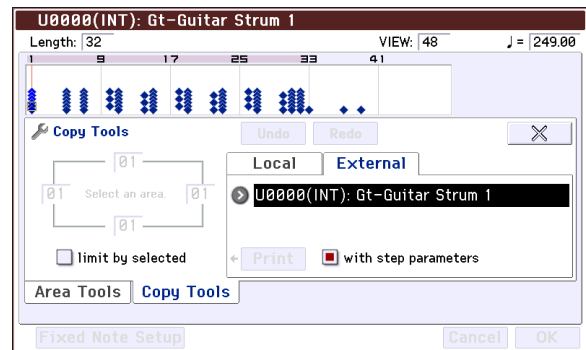 U0000(INT): Gt-Guitar Strum 1
Length: 32 VIEW: 48 ♩= 249.00
1 9 17 25 33 41
Copy Tools Undo Redo
Local External
01
01 Select an area. 01
01
U0000(INT): Gt-Guitar Strum 1
limit by selected Print with step parameters
Area Tools Copy Tools
Fixed Note Setup Cancel OK